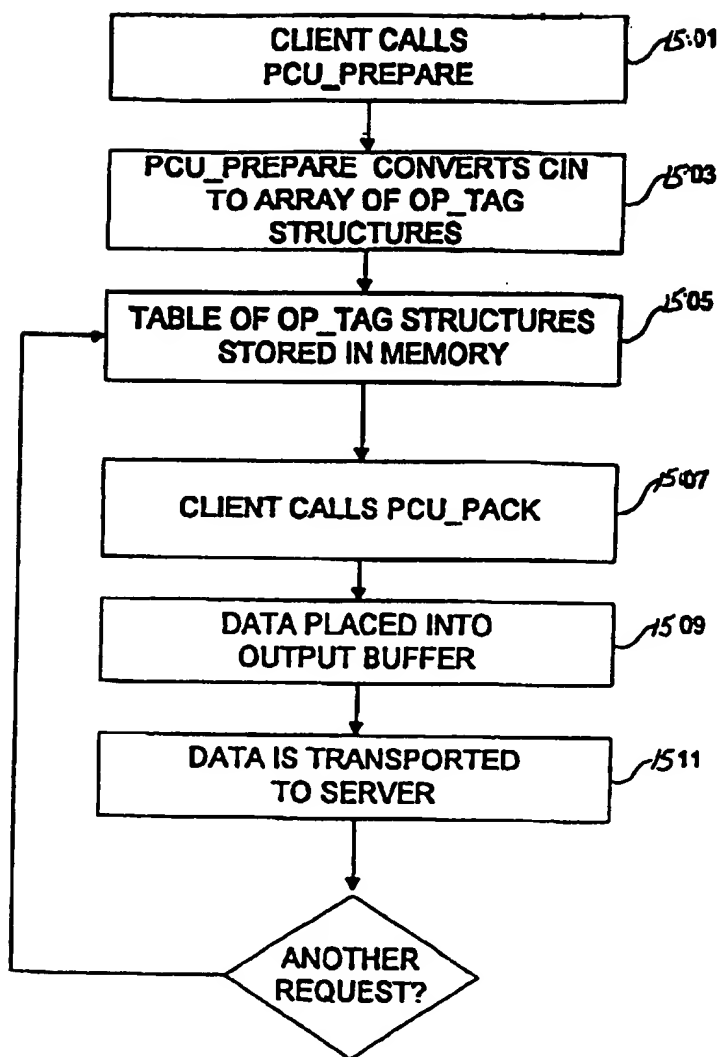 CLIENT CALLS
PCU_PREPARE
1501
PCU_PREPARE CONVERTS CIN
TO ARRAY OF OP_TAG
STRUCTURES
1503
TABLE OF OP_TAG STRUCTURES
STORED IN MEMORY
1505
CLIENT CALLS PCU_PACK
1507
DATA PLACED INTO
OUTPUT BUFFER
1509
DATA IS TRANSPORTED
TO SERVER
1511
ANOTHER
REQUEST?